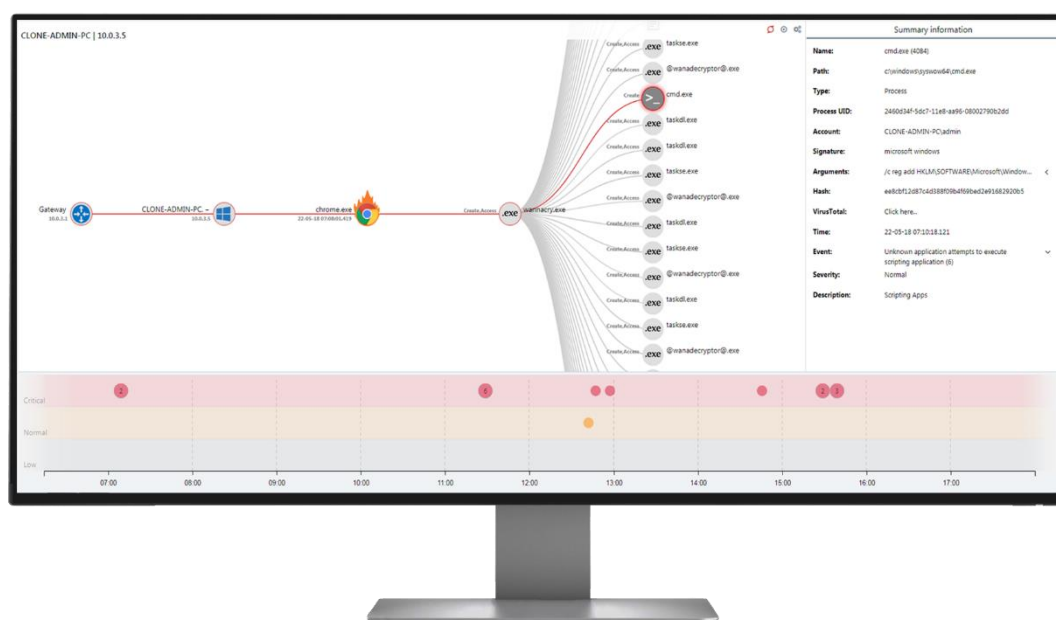 CLONE-ADMIN-PC | 10.0.3.5
Create,Access .exe taskse.exe
Create,Access .exe @wanadecryptor@.exe
Create >_ cmd.exe
Create,Access .exe taskdl.exe
Create,Access .exe taskdl.exe
Create,Access .exe taskse.exe
Create,Access .exe @wanadecryptor@.exe
Gateway
10.0.3.1
CLONE-ADMIN-PC. –
10.0.3.5
chrome.exe
22-05-18 07:08:01.419
Create,Access .exe wannacry.exe
Create,Access .exe taskdl.exe
Create,Access .exe taskse.exe
Create,Access .exe @wanadecryptor@.exe
Create,Access .exe taskdl.exe
Create,Access .exe taskse.exe
Create,Access .exe @wanadecryptor@.exe
Summary information
Name: cmd.exe (4084)
Path: c:\windows\syswow64\cmd.exe
Type: Process
Process UID: 2460d34f-5dc7-11e8-aa96-08002790b2dd
Account: CLONE-ADMIN-PC\admin
Signature: microsoft windows
Arguments: /c reg add HKLM\SOFTWARE\Microsoft\Window...
Hash: ee8cbf12d87c4d388f09b4f69bed2e91682920b5
VirusTotal: Click here...
Time: 22-05-18 07:10:18.121
Event: Unknown application attempts to execute
scripting application (6)
Severity: Normal
Description: Scripting Apps
Critical 2 6 2
Normal
Low
07:00 08:00 09:00 10:00 11:00 12:00 13:00 14:00 15:00 16:00 17:00